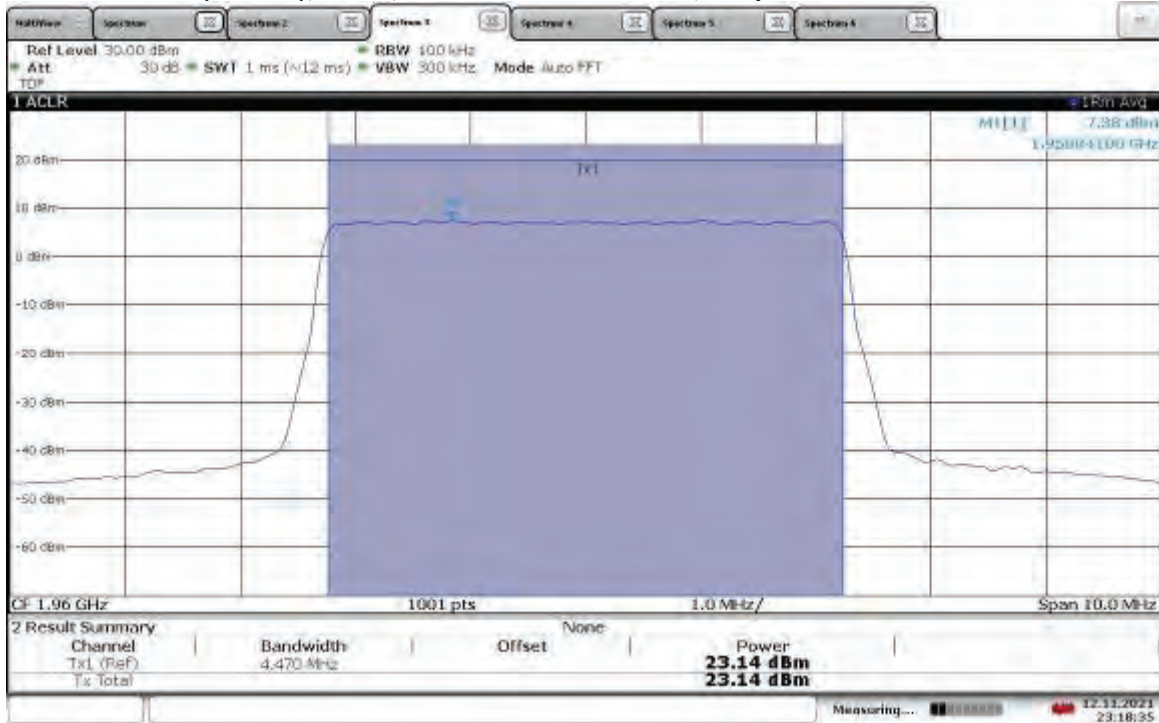 MultiView Spectrum Spectrum 2 Spectrum 3 Spectrum 4 Spectrum 5 Spectrum 6
Ref Level 30.00 dBm RBW 100 kHz
Att 30 dB SWT 1 ms (~12 ms) VBW 300 kHz Mode Auto FFT
TDF
1 ACLR 1Rm Avg
M1[1] 7.38 dBm
1.95884100 GHz
Tx1
20 dBm
10 dBm
0 dBm
-10 dBm
-20 dBm
-30 dBm
-40 dBm
-50 dBm
-60 dBm
CF 1.96 GHz 1001 pts 1.0 MHz/ Span 10.0 MHz
2 Result Summary None
Channel Bandwidth Offset Power
Tx1 (Ref) 4.470 MHz 23.14 dBm
Tx Total 23.14 dBm
Measuring... 12.11.2021
23:18:35